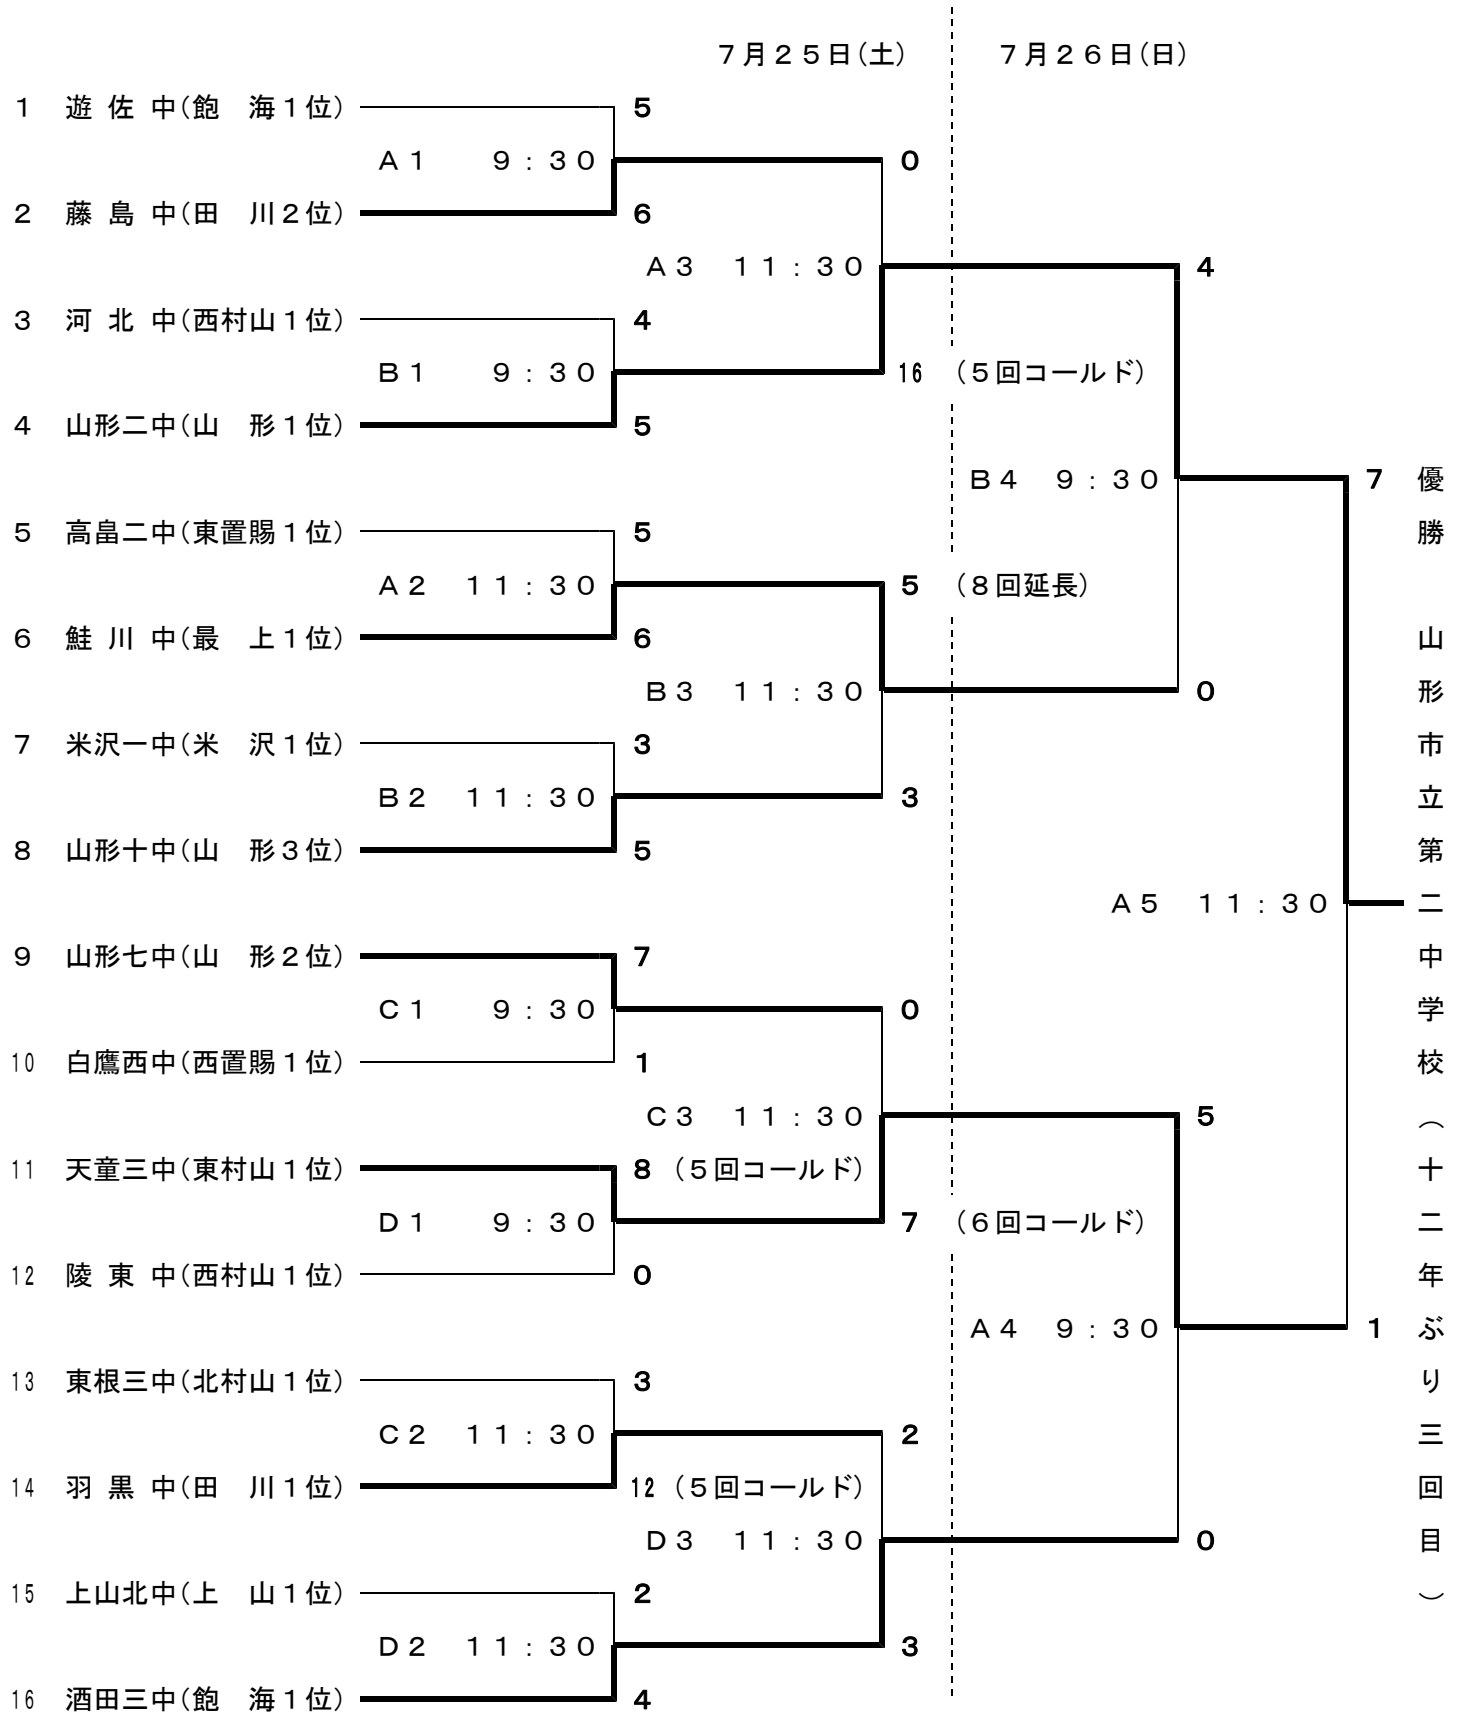 ７月２５日(土)　７月２６日(日)
１　遊 佐 中(飽　海１位)　５
Ａ１　９：３０　０
２　藤 島 中(田　川２位)　６
Ａ３　１１：３０　４
３　河 北 中(西村山１位)　４
Ｂ１　９：３０　16　(５回コールド)
４　山形二中(山　形１位)　５
Ｂ４　９：３０　７
５　高畠二中(東置賜１位)　５
Ａ２　１１：３０　５　(８回延長)
６　鮭 川 中(最　上１位)　６
Ｂ３　１１：３０　０
７　米沢一中(米　沢１位)　３
Ｂ２　１１：３０　３
８　山形十中(山　形３位)　５
Ａ５　１１：３０
９　山形七中(山　形２位)　７
Ｃ１　９：３０　０
10　白鷹西中(西置賜１位)　１
Ｃ３　１１：３０　５
11　天童三中(東村山１位)　８　(５回コールド)
Ｄ１　９：３０　７　(６回コールド)
12　陵 東 中(西村山１位)　０
Ａ４　９：３０　１
13　東根三中(北村山１位)　３
Ｃ２　１１：３０　２
14　羽 黒 中(田　川１位)　12　(５回コールド)
Ｄ３　１１：３０　０
15　上山北中(上　山１位)　２
Ｄ２　１１：３０　３
16　酒田三中(飽　海１位)　４
優勝　山形市立第二中学校（十二年ぶり三回目）